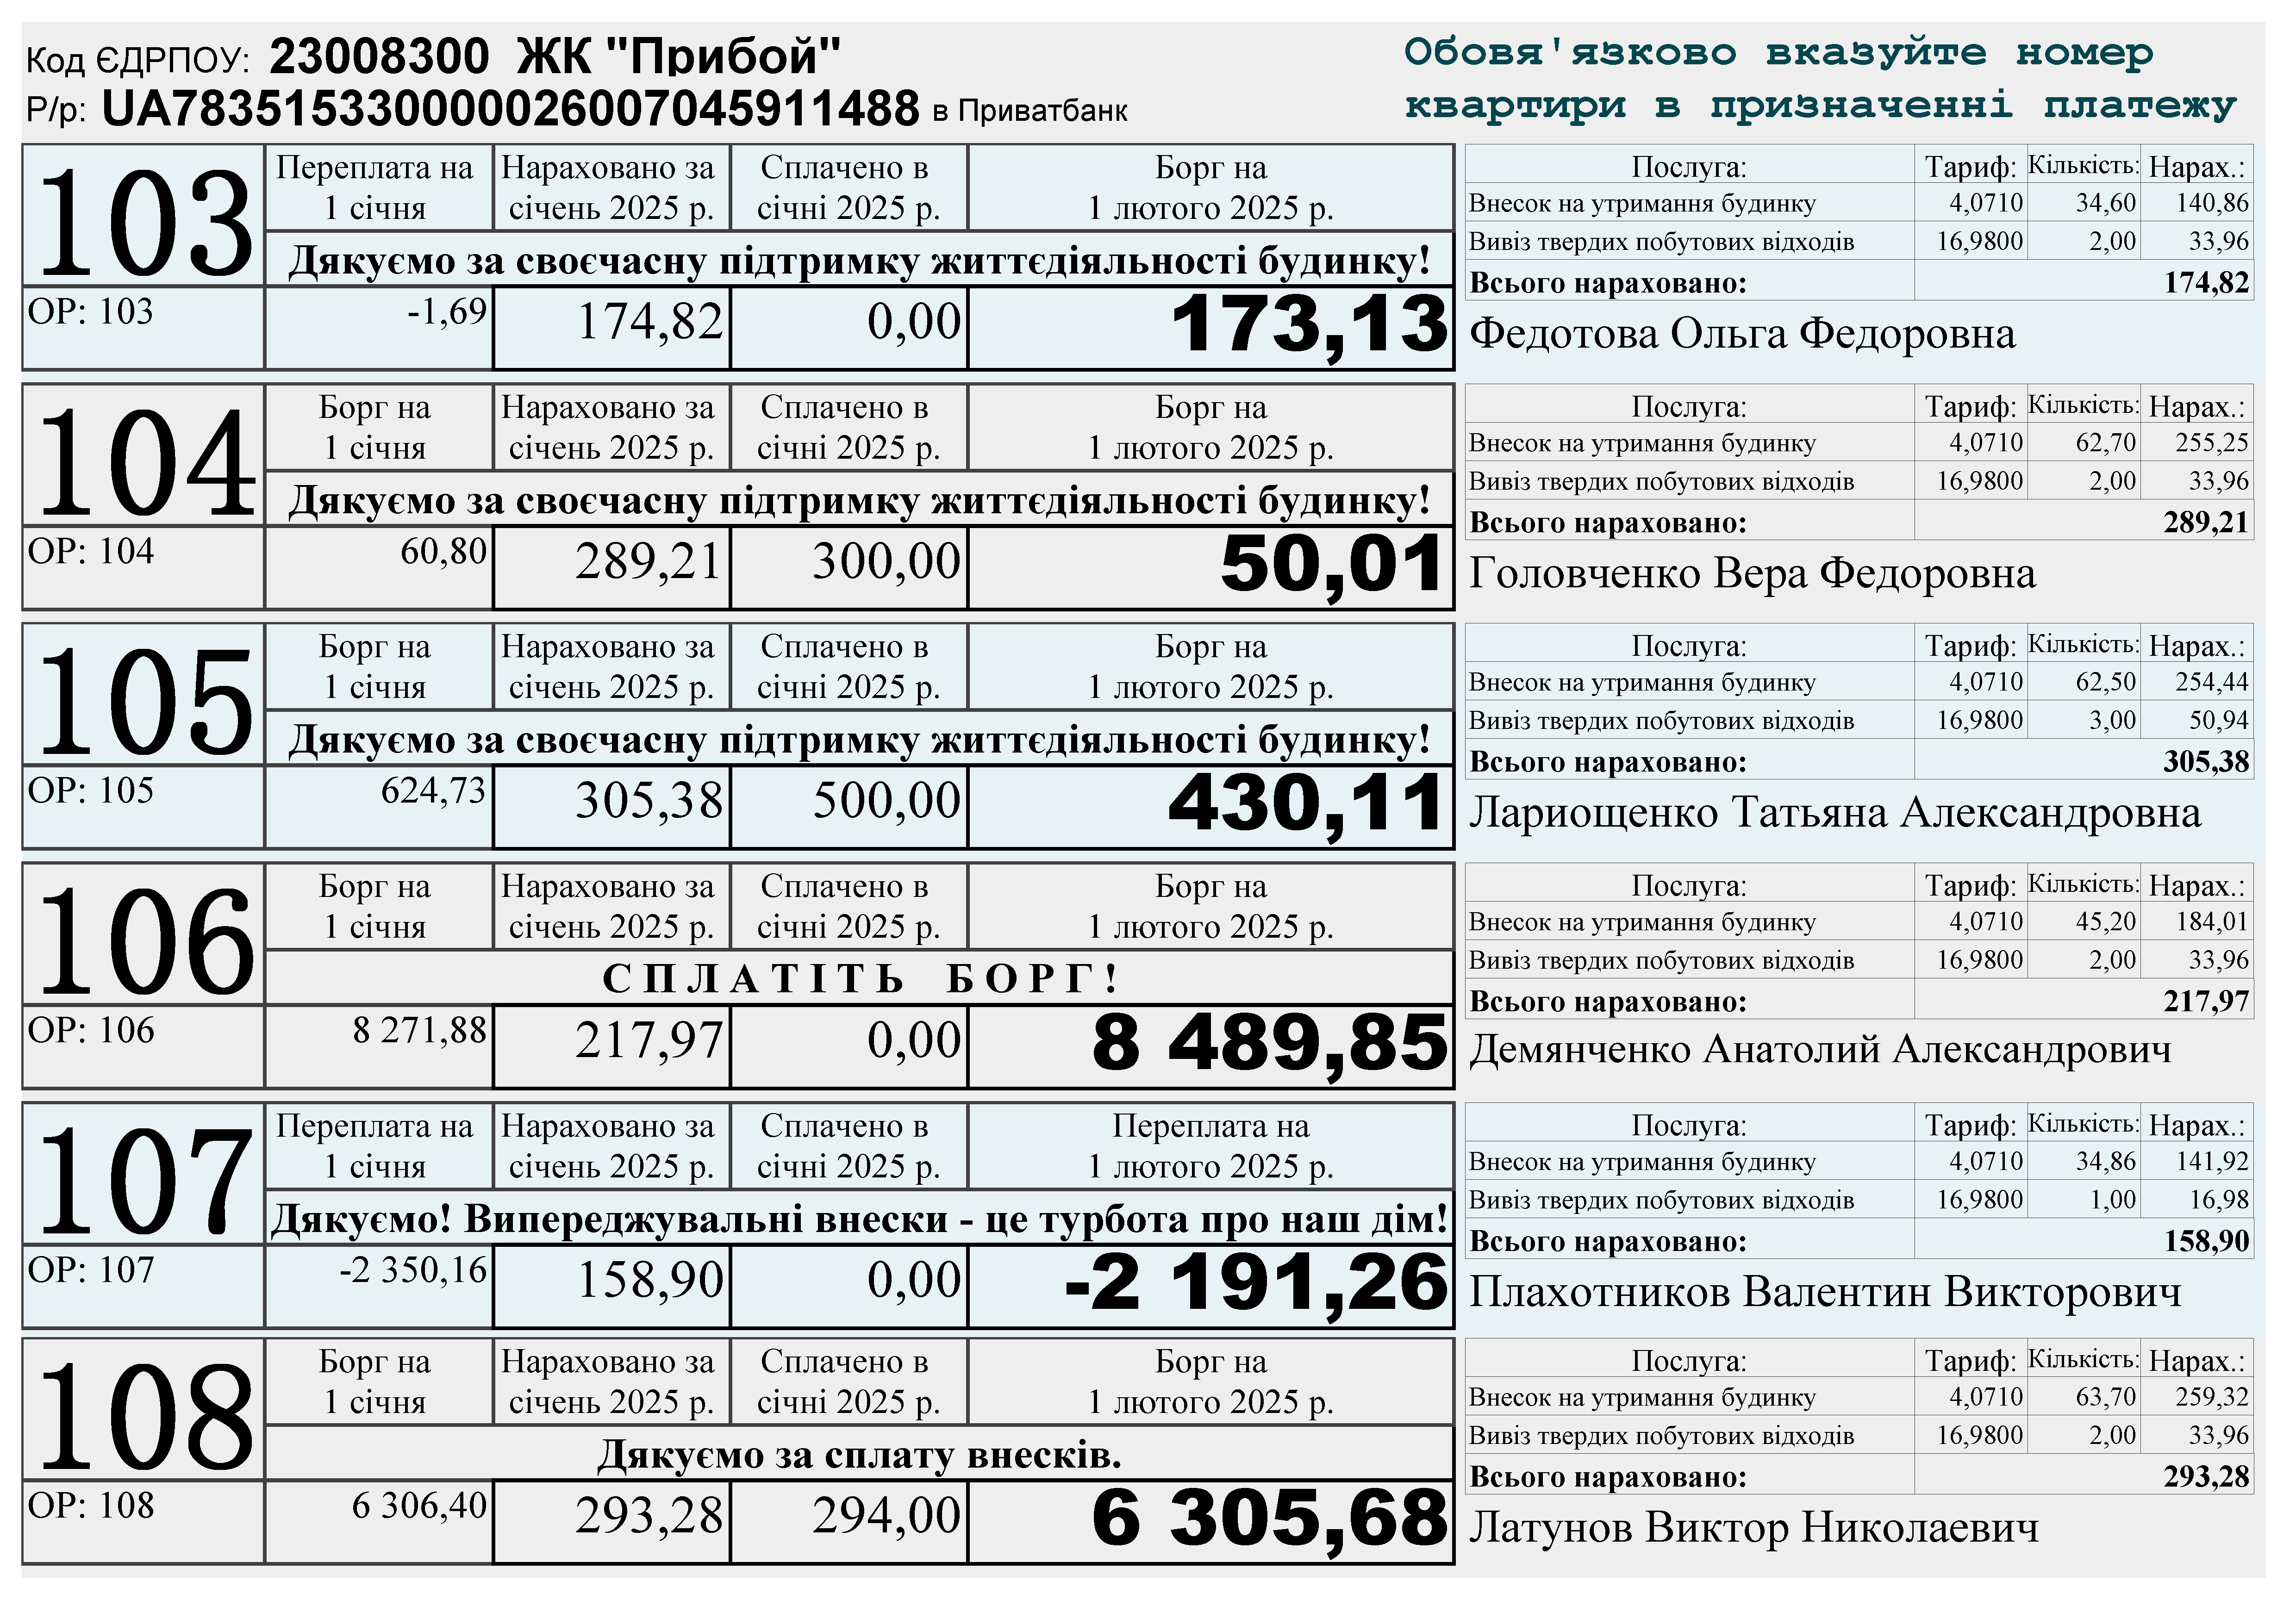 Код ЄДРПОУ: 23008300 ЖК "Прибой"
Р/р: UA783515330000026007045911488 в Приватбанк
Обовя'язково вказуйте номер
квартири в призначенні платежу
103
Переплата на 1 січня Нараховано за січень 2025 р. Сплачено в січні 2025 р. Борг на 1 лютого 2025 р.
Дякуємо за своєчасну підтримку життєдіяльності будинку!
ОР: 103 -1,69 174,82 0,00 173,13
Послуга: Тариф: Кількість: Нарах.:
Внесок на утримання будинку 4,0710 34,60 140,86
Вивіз твердих побутових відходів 16,9800 2,00 33,96
Всього нараховано: 174,82
Федотова Ольга Федоровна
104
Борг на 1 січня Нараховано за січень 2025 р. Сплачено в січні 2025 р. Борг на 1 лютого 2025 р.
Дякуємо за своєчасну підтримку життєдіяльності будинку!
ОР: 104 60,80 289,21 300,00 50,01
Послуга: Тариф: Кількість: Нарах.:
Внесок на утримання будинку 4,0710 62,70 255,25
Вивіз твердих побутових відходів 16,9800 2,00 33,96
Всього нараховано: 289,21
Головченко Вера Федоровна
105
Борг на 1 січня Нараховано за січень 2025 р. Сплачено в січні 2025 р. Борг на 1 лютого 2025 р.
Дякуємо за своєчасну підтримку життєдіяльності будинку!
ОР: 105 624,73 305,38 500,00 430,11
Послуга: Тариф: Кількість: Нарах.:
Внесок на утримання будинку 4,0710 62,50 254,44
Вивіз твердих побутових відходів 16,9800 3,00 50,94
Всього нараховано: 305,38
Лариощенко Татьяна Александровна
106
Борг на 1 січня Нараховано за січень 2025 р. Сплачено в січні 2025 р. Борг на 1 лютого 2025 р.
С П Л А Т І Т Ь Б О Р Г !
ОР: 106 8 271,88 217,97 0,00 8 489,85
Послуга: Тариф: Кількість: Нарах.:
Внесок на утримання будинку 4,0710 45,20 184,01
Вивіз твердих побутових відходів 16,9800 2,00 33,96
Всього нараховано: 217,97
Демянченко Анатолий Александрович
107
Переплата на 1 січня Нараховано за січень 2025 р. Сплачено в січні 2025 р. Переплата на 1 лютого 2025 р.
Дякуємо! Випереджувальні внески - це турбота про наш дім!
ОР: 107 -2 350,16 158,90 0,00 -2 191,26
Послуга: Тариф: Кількість: Нарах.:
Внесок на утримання будинку 4,0710 34,86 141,92
Вивіз твердих побутових відходів 16,9800 1,00 16,98
Всього нараховано: 158,90
Плахотников Валентин Викторович
108
Борг на 1 січня Нараховано за січень 2025 р. Сплачено в січні 2025 р. Борг на 1 лютого 2025 р.
Дякуємо за сплату внесків.
ОР: 108 6 306,40 293,28 294,00 6 305,68
Послуга: Тариф: Кількість: Нарах.:
Внесок на утримання будинку 4,0710 63,70 259,32
Вивіз твердих побутових відходів 16,9800 2,00 33,96
Всього нараховано: 293,28
Латунов Виктор Николаевич